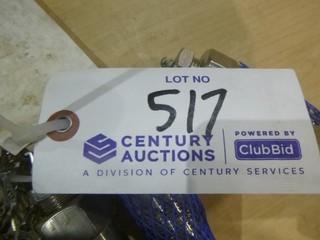 LOT NO
517
CENTURY
AUCTIONS
POWERED BY
ClubBid
A DIVISION OF CENTURY SERVICES